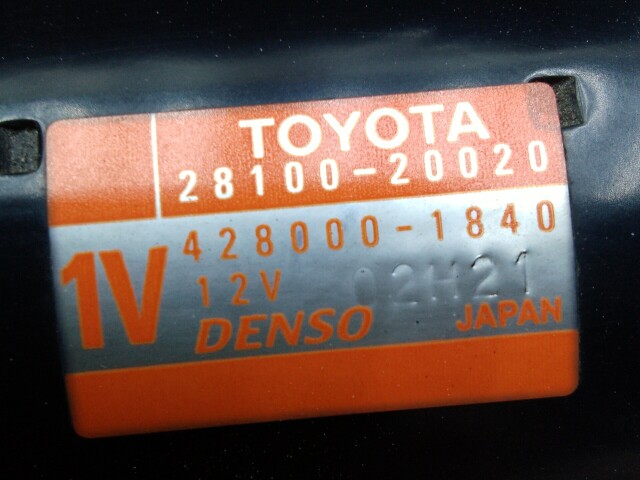 TOYOTA
28100-20020
1V
428000-1840
12V 02H21
DENSO JAPAN